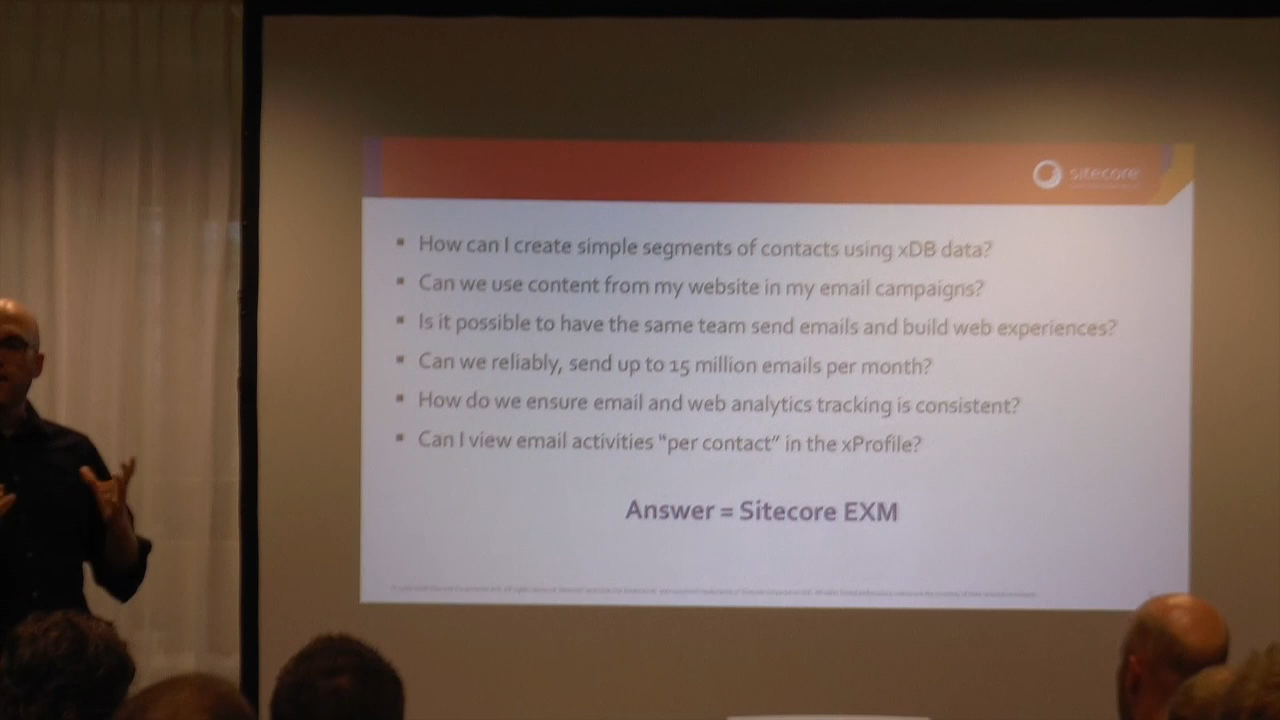 sitecore
▪ How can I create simple segments of contacts using xDB data?
▪ Can we use content from my website in my email campaigns?
▪ Is it possible to have the same team send emails and build web experiences?
▪ Can we reliably, send up to 15 million emails per month?
▪ How do we ensure email and web analytics tracking is consistent?
▪ Can I view email activities “per contact” in the xProfile?
Answer = Sitecore EXM